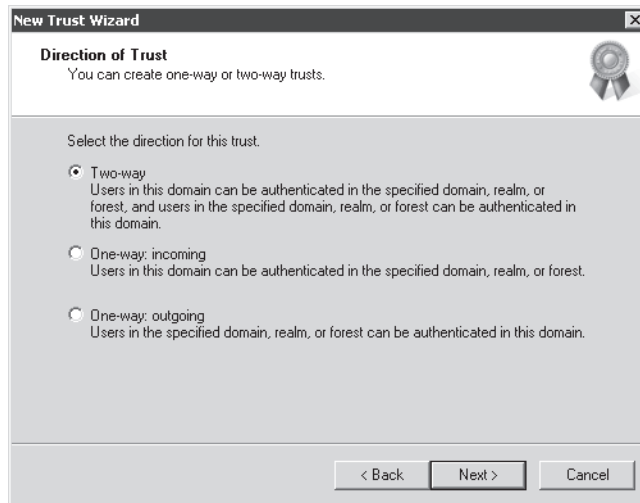 New Trust Wizard
Direction of Trust
You can create one-way or two-way trusts.
Select the direction for this trust.
Two-way
Users in this domain can be authenticated in the specified domain, realm, or
forest, and users in the specified domain, realm, or forest can be authenticated in
this domain.
One-way: incoming
Users in this domain can be authenticated in the specified domain, realm, or forest.
One-way: outgoing
Users in the specified domain, realm, or forest can be authenticated in this domain.
< Back Next > Cancel